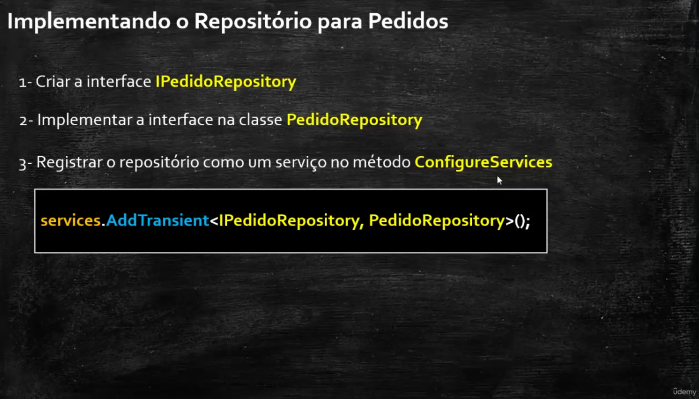 Implementando o Repositório para Pedidos
1- Criar a interface IPedidoRepository
2- Implementar a interface na classe PedidoRepository
3- Registrar o repositório como um serviço no método ConfigureServices
services.AddTransient<IPedidoRepository, PedidoRepository>();
ûdemy